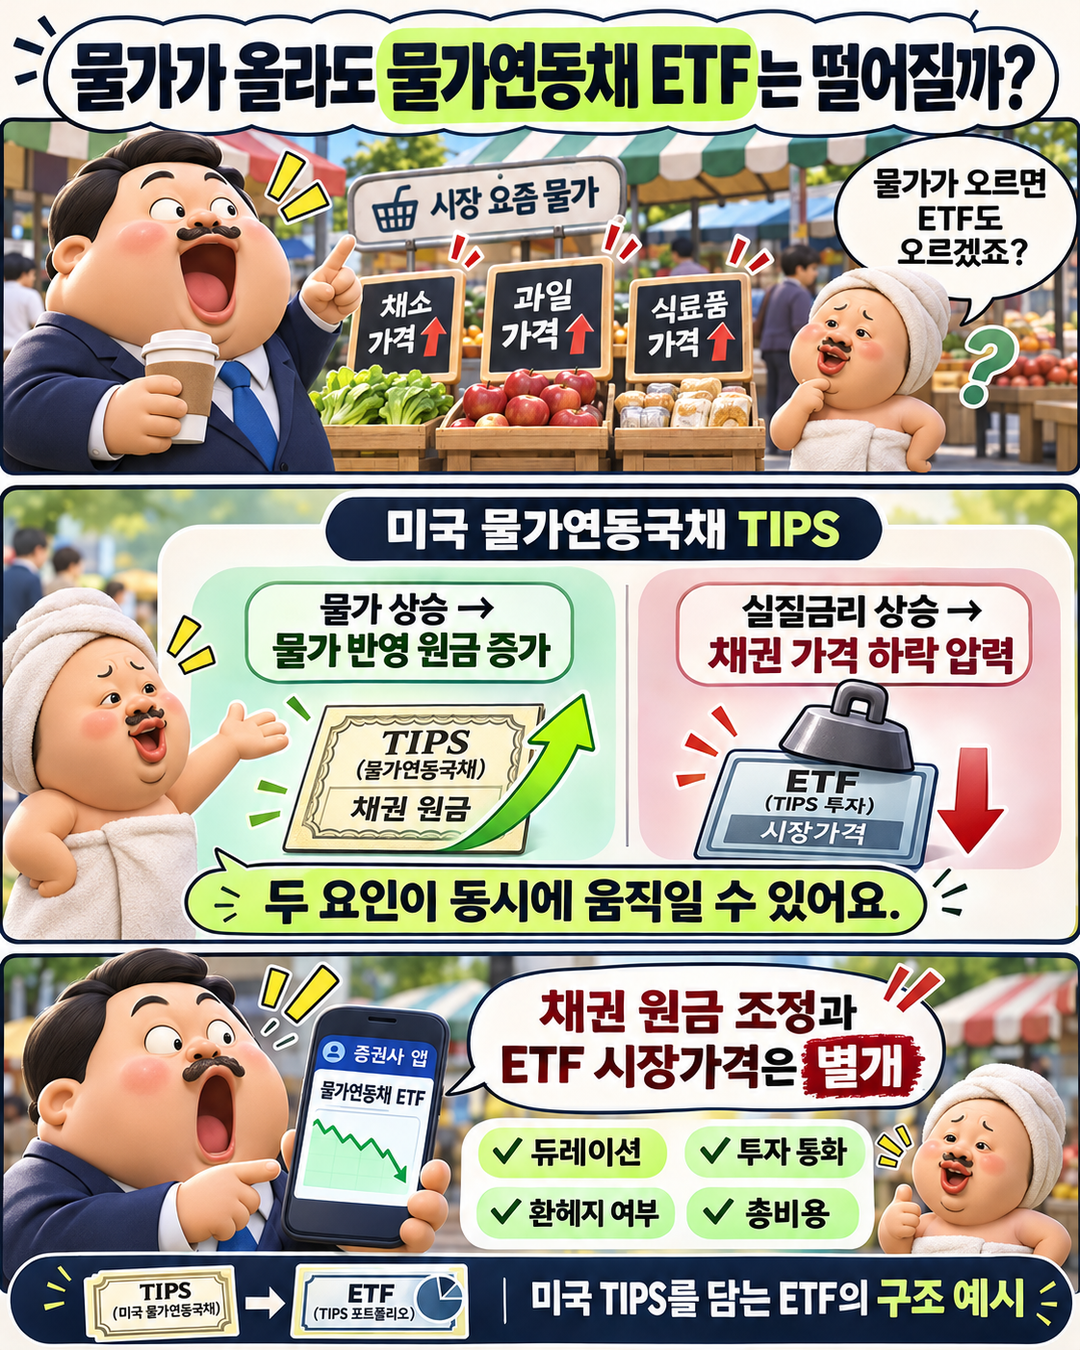 물가가 올라도 물가연동채 ETF는 떨어질까?
시장 요즘 물가
물가가 오르면
ETF도
오르겠죠?
채소
가격
과일
가격
식료품
가격
?
미국 물가연동국채 TIPS
물가 상승 →
물가 반영 원금 증가
TIPS
(물가연동국채)
채권 원금
실질금리 상승 →
채권 가격 하락 압력
ETF
(TIPS 투자)
시장가격
두 요인이 동시에 움직일 수 있어요.
증권사 앱
물가연동채 ETF
채권 원금 조정과
ETF 시장가격은 별개
✓ 듀레이션
✓ 투자 통화
✓ 환헤지 여부
✓ 총비용
TIPS
(미국 물가연동국채)
ETF
(TIPS 포트폴리오)
미국 TIPS를 담는 ETF의 구조 예시